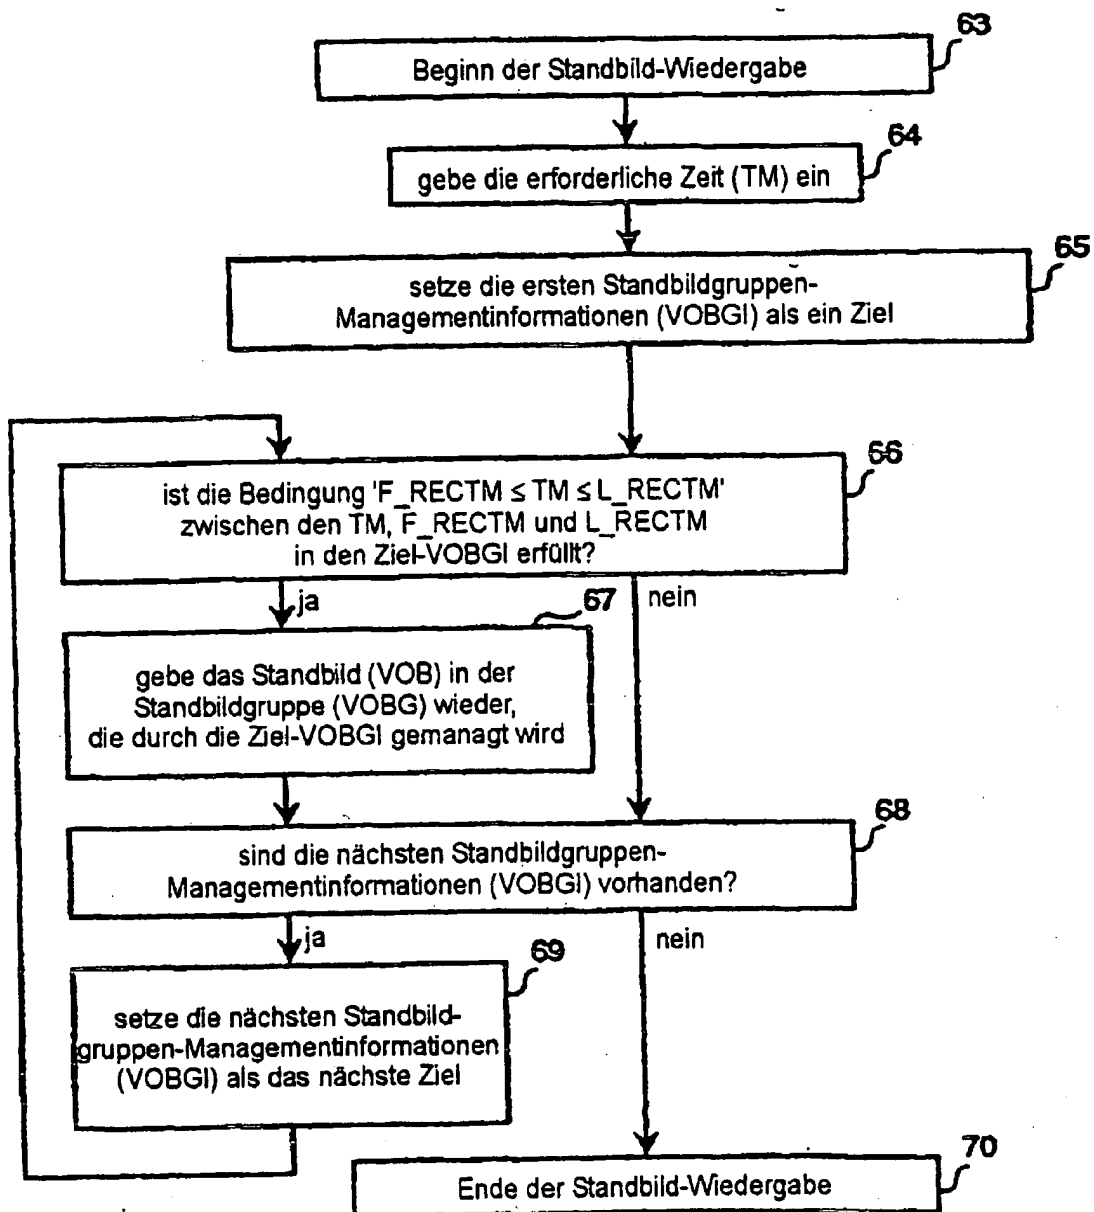 63
Beginn der Standbild-Wiedergabe
64
gebe die erforderliche Zeit (TM) ein
65
setze die ersten Standbildgruppen-
Managementinformationen (VOBGI) als ein Ziel
66
ist die Bedingung 'F_RECTM ≤ TM ≤ L_RECTM'
zwischen den TM, F_RECTM und L_RECTM
in den Ziel-VOBGI erfüllt?
ja
nein
67
gebe das Standbild (VOB) in der
Standbildgruppe (VOBG) wieder,
die durch die Ziel-VOBGI gemanagt wird
68
sind die nächsten Standbildgruppen-
Managementinformationen (VOBGI) vorhanden?
ja
nein
69
setze die nächsten Standbild-
gruppen-Managementinformationen
(VOBGI) als das nächste Ziel
70
Ende der Standbild-Wiedergabe